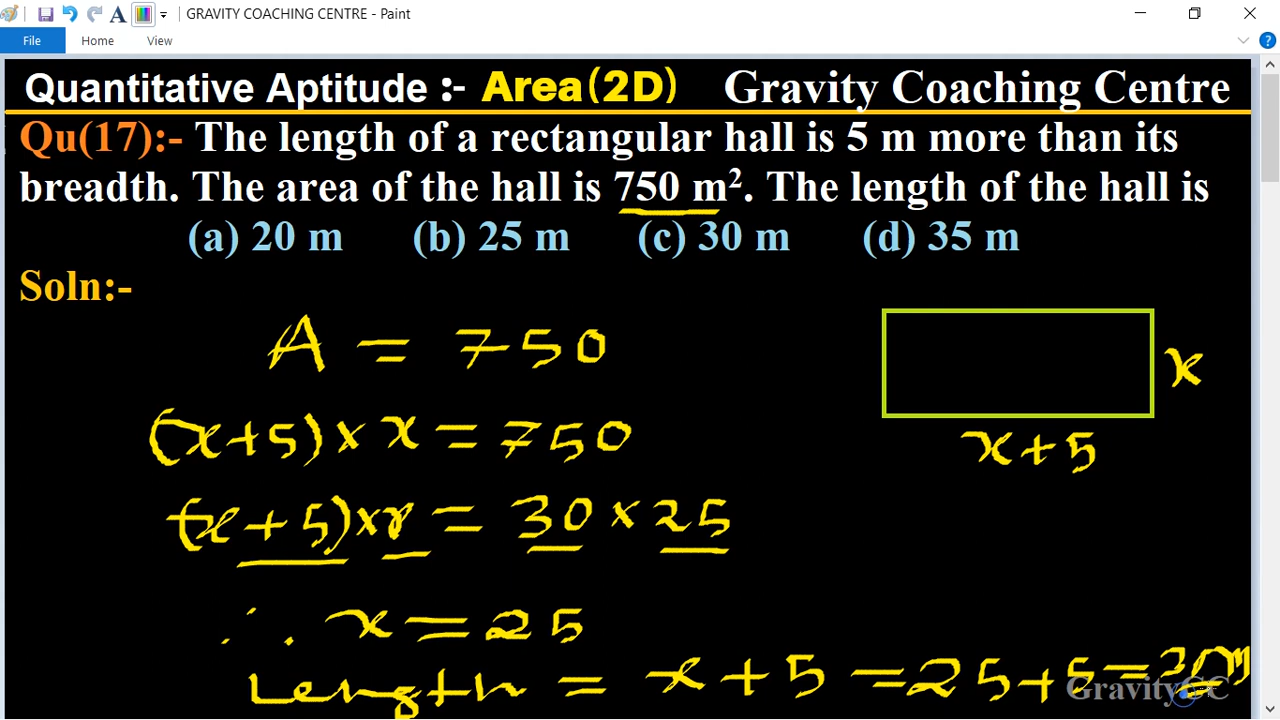 GRAVITY COACHING CENTRE - Paint
File Home View
Quantitative Aptitude :- Area(2D) Gravity Coaching Centre
Qu(17):- The length of a rectangular hall is 5 m more than its
breadth. The area of the hall is 750 m². The length of the hall is
(a) 20 m (b) 25 m (c) 30 m (d) 35 m
Soln:-
A = 750
x
(x+5)×x = 750
x+5
(x+5)×x = 30×25
∴ x = 25
Length = x+5 = 25+5 = 30m
GravityGC